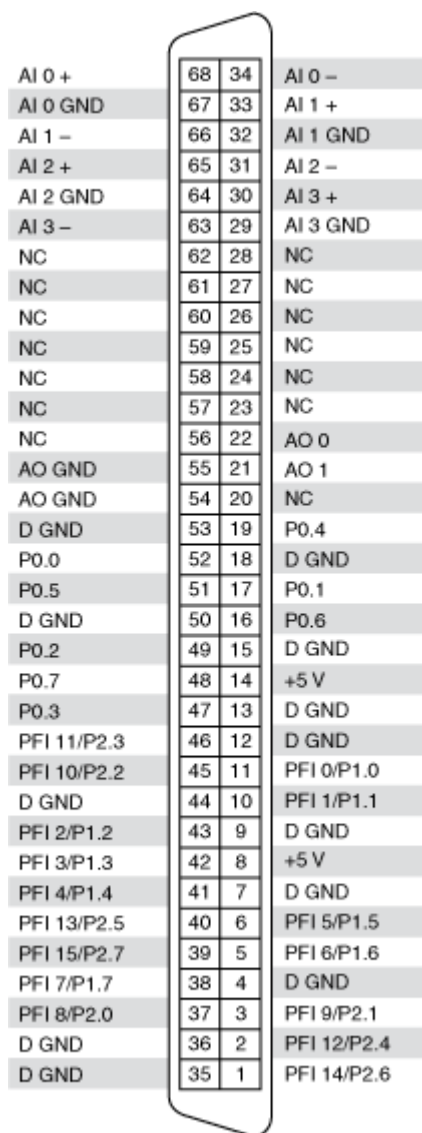 AI 0 + 68 34 AI 0 –
AI 0 GND 67 33 AI 1 +
AI 1 – 66 32 AI 1 GND
AI 2 + 65 31 AI 2 –
AI 2 GND 64 30 AI 3 +
AI 3 – 63 29 AI 3 GND
NC 62 28 NC
NC 61 27 NC
NC 60 26 NC
NC 59 25 NC
NC 58 24 NC
NC 57 23 NC
NC 56 22 AO 0
AO GND 55 21 AO 1
AO GND 54 20 NC
D GND 53 19 P0.4
P0.0 52 18 D GND
P0.5 51 17 P0.1
D GND 50 16 P0.6
P0.2 49 15 D GND
P0.7 48 14 +5 V
P0.3 47 13 D GND
PFI 11/P2.3 46 12 D GND
PFI 10/P2.2 45 11 PFI 0/P1.0
D GND 44 10 PFI 1/P1.1
PFI 2/P1.2 43 9 D GND
PFI 3/P1.3 42 8 +5 V
PFI 4/P1.4 41 7 D GND
PFI 13/P2.5 40 6 PFI 5/P1.5
PFI 15/P2.7 39 5 PFI 6/P1.6
PFI 7/P1.7 38 4 D GND
PFI 8/P2.0 37 3 PFI 9/P2.1
D GND 36 2 PFI 12/P2.4
D GND 35 1 PFI 14/P2.6